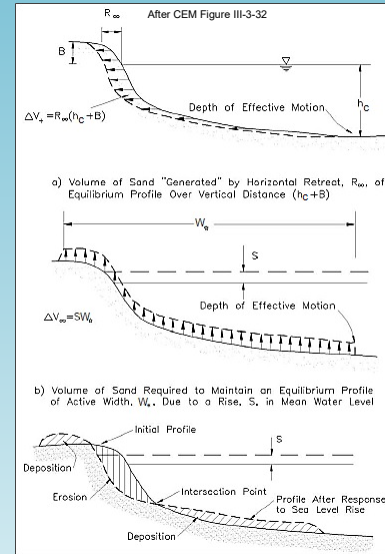 After CEM Figure III-3-32
R∞
B
hc
ΔV₊ =R∞(hc+B)
Depth of Effective Motion
a) Volume of Sand "Generated" by Horizontal Retreat, R∞, of
Equilibrium Profile Over Vertical Distance (hc+B)
W*
S
Depth of Effective Motion
ΔV∞=SW*
b) Volume of Sand Required to Maintain an Equilibrium Profile
of Active Width, W*, Due to a Rise, S, in Mean Water Level
Initial Profile
S
Deposition
Erosion
Intersection Point
Profile After Response
to Sea Level Rise
Deposition